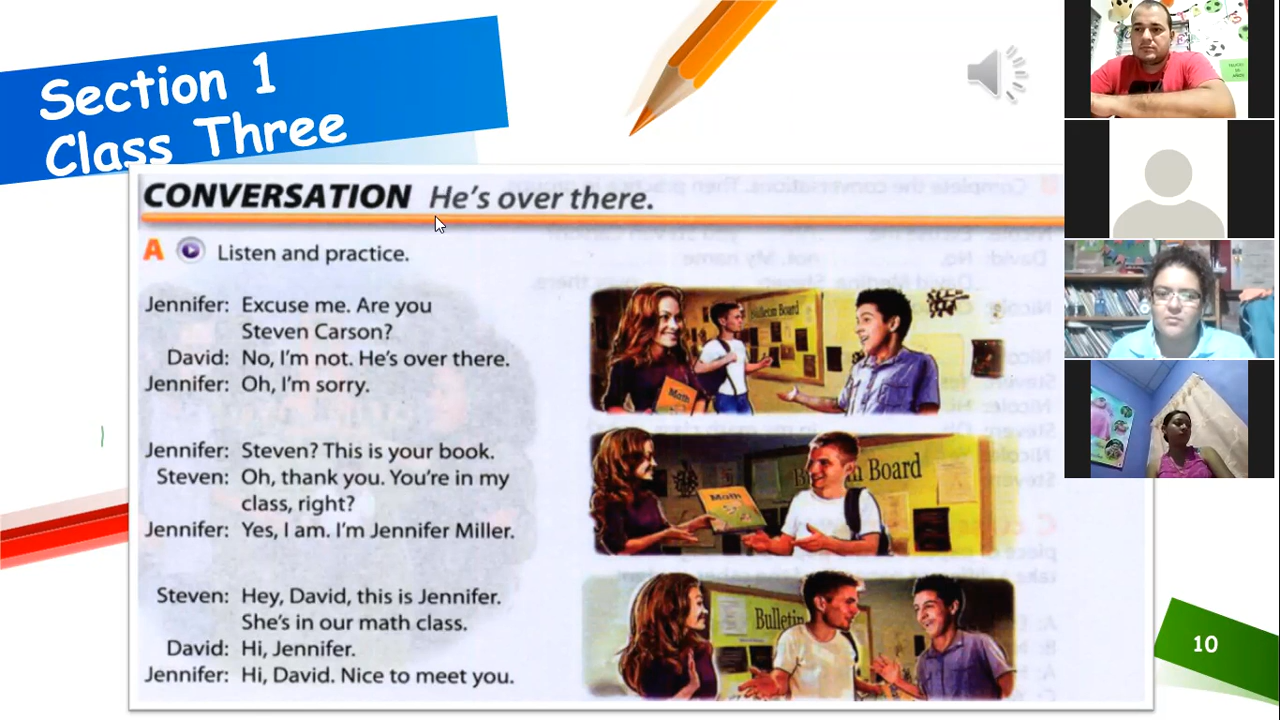 Section 1
Class Three
CONVERSATION He's over there.
A Listen and practice.
Jennifer: Excuse me. Are you
Steven Carson?
David: No, I'm not. He's over there.
Jennifer: Oh, I'm sorry.
Bulletin Board
Math
Jennifer: Steven? This is your book.
Steven: Oh, thank you. You're in my
class, right?
Jennifer: Yes, I am. I'm Jennifer Miller.
Board
Math
Steven: Hey, David, this is Jennifer.
She's in our math class.
David: Hi, Jennifer.
Jennifer: Hi, David. Nice to meet you.
10